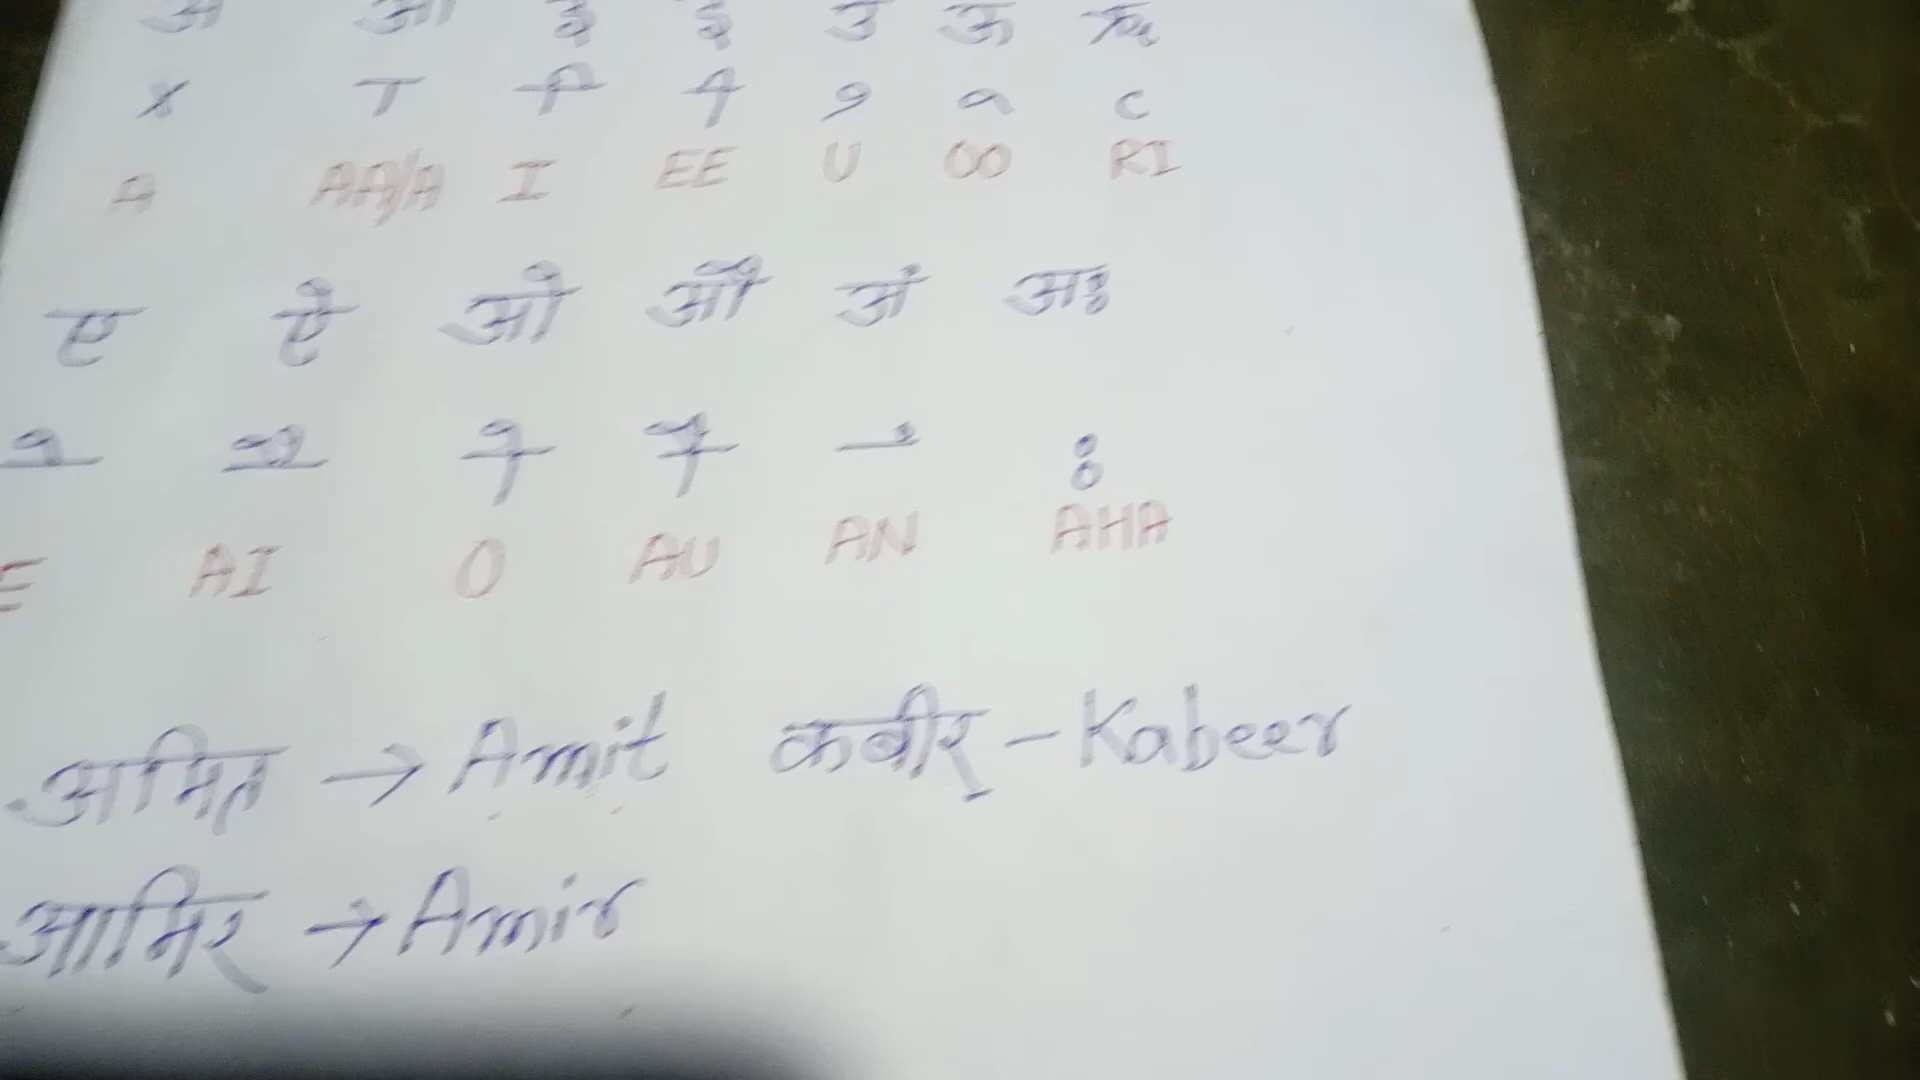 अ आ इ ई उ ऊ ऋ
X ा ि ी ु ू ृ
A AA/A I EE U OO RI
ए ऐ ओ औ अं अः
े ै ो ौ ं ः
E AI O AU AN AHA
अमित → Amit कबीर - Kabeer
आमिर → Amir